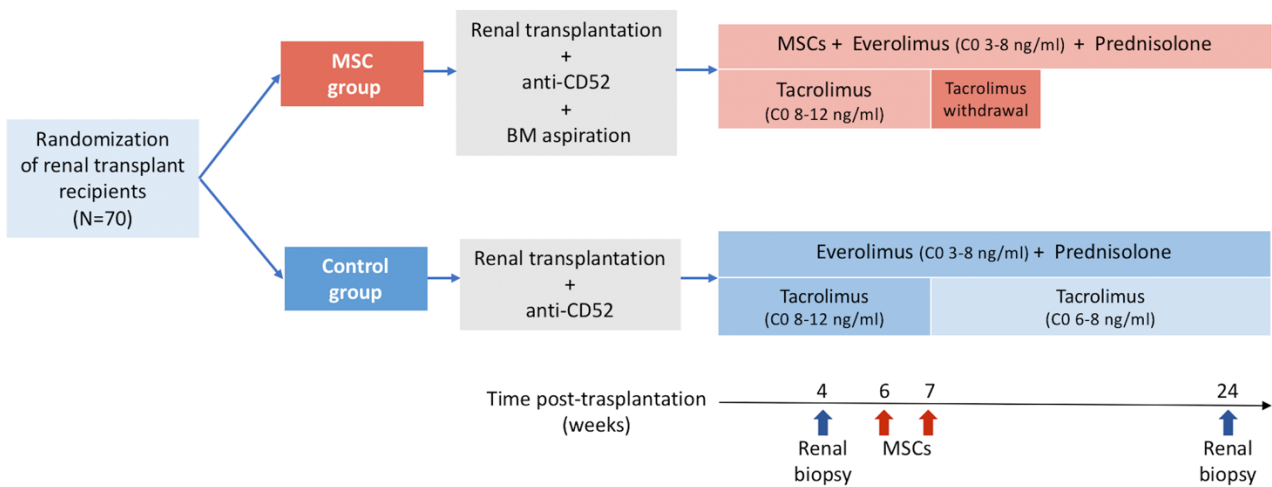 Randomization
of renal transplant
recipients
(N=70)
MSC
group
Renal transplantation
+
anti-CD52
+
BM aspiration
MSCs + Everolimus (C0 3-8 ng/ml) + Prednisolone
Tacrolimus
(C0 8-12 ng/ml)
Tacrolimus
withdrawal
Control
group
Renal transplantation
+
anti-CD52
Everolimus (C0 3-8 ng/ml) + Prednisolone
Tacrolimus
(C0 8-12 ng/ml)
Tacrolimus
(C0 6-8 ng/ml)
Time post-trasplantation
(weeks)
4
6
7
24
Renal
biopsy
MSCs
Renal
biopsy